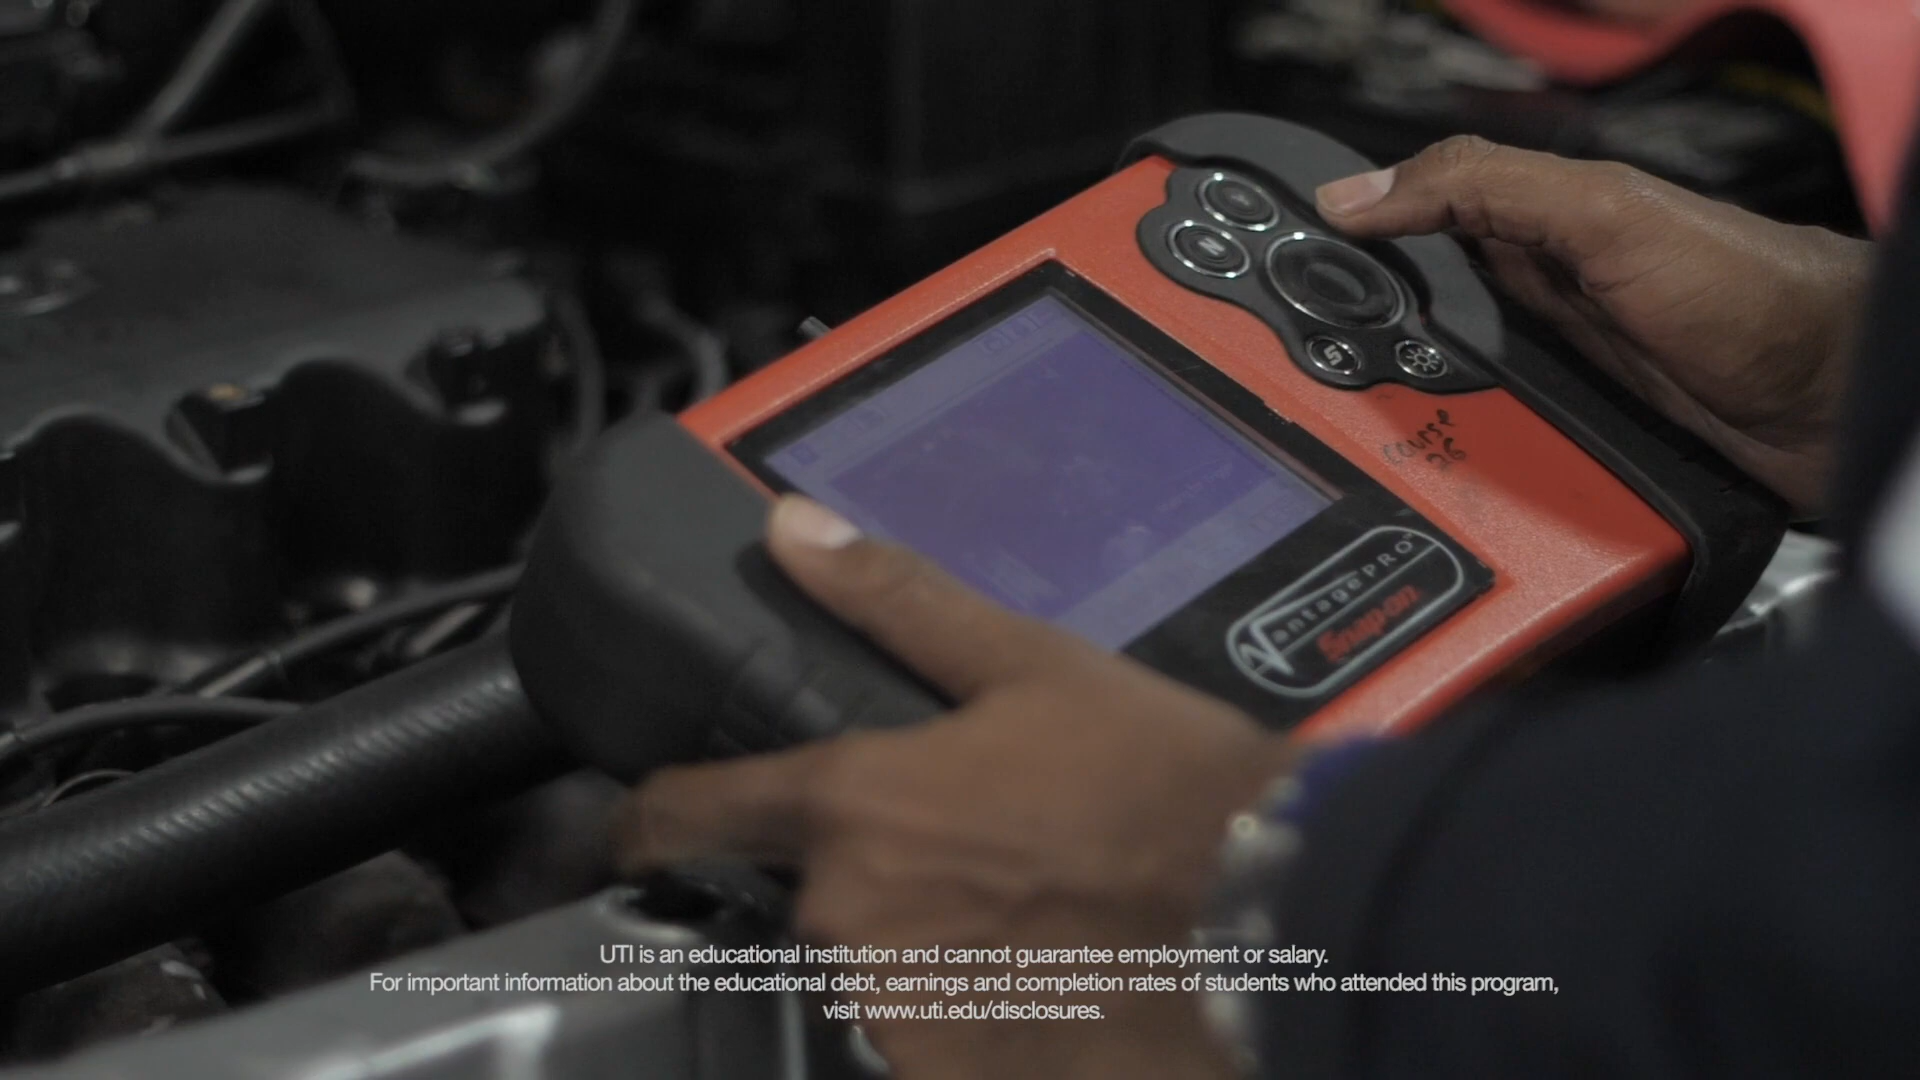 Y
N
S
course
26
VantagePRO™
Snap-on
UTI is an educational institution and cannot guarantee employment or salary.
For important information about the educational debt, earnings and completion rates of students who attended this program,
visit www.uti.edu/disclosures.